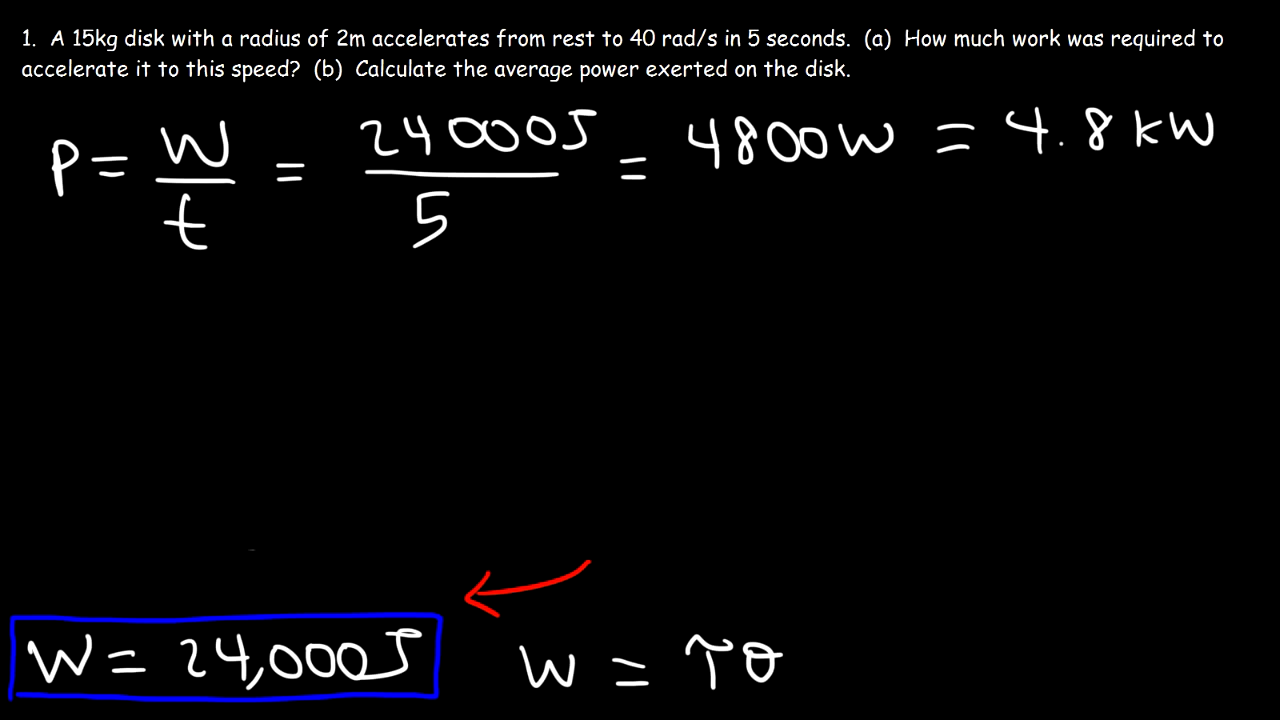 1. A 15kg disk with a radius of 2m accelerates from rest to 40 rad/s in 5 seconds. (a) How much work was required to
accelerate it to this speed? (b) Calculate the average power exerted on the disk.
P = W/t = 24000J/5 = 4800W = 4.8 kW
W = 24,000J
W = τθ